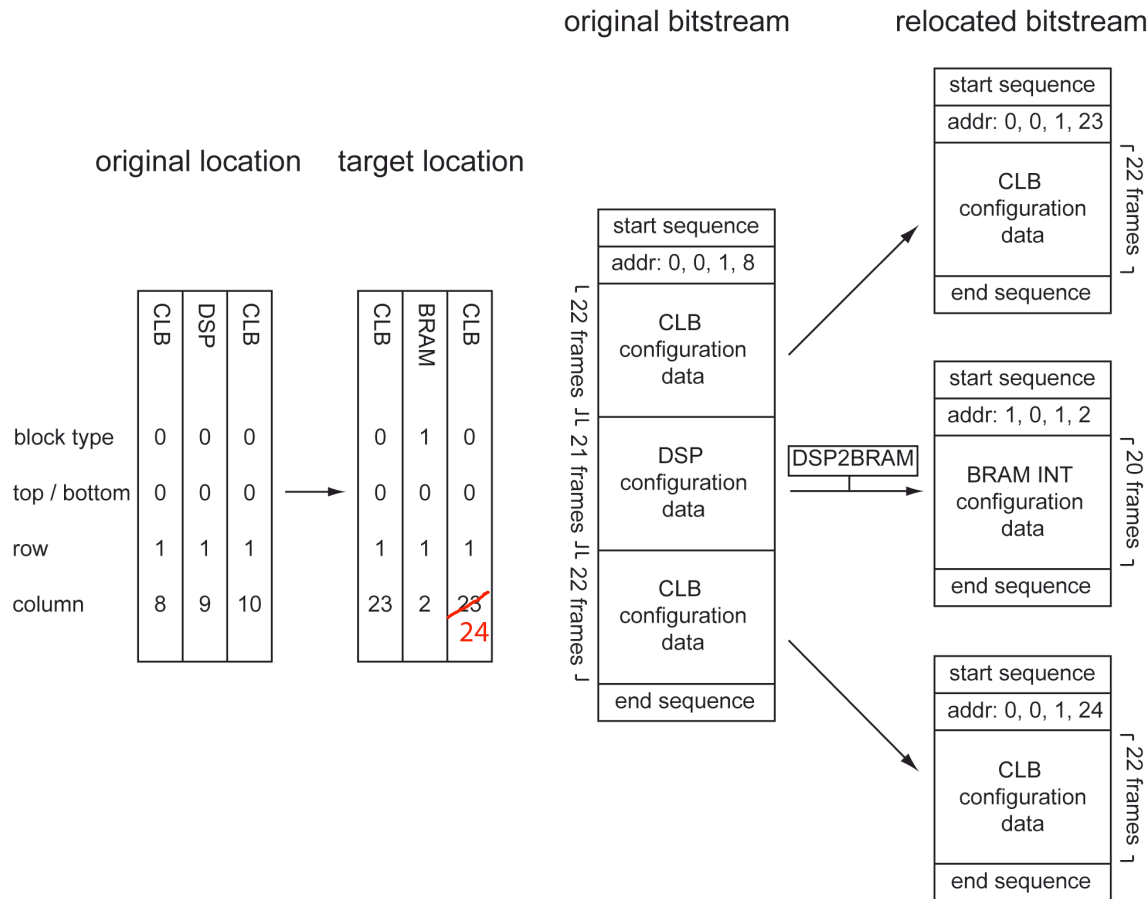 original bitstream
relocated bitstream
original location
target location
CLB DSP CLB
CLB BRAM CLB
block type 0 0 0 0 1 0
top / bottom 0 0 0 0 0 0
row 1 1 1 1 1 1
column 8 9 10 23 2 23
24
start sequence
addr: 0, 0, 1, 8
CLB
configuration
data
22 frames
DSP
configuration
data
21 frames
CLB
configuration
data
22 frames
end sequence
DSP2BRAM
start sequence
addr: 0, 0, 1, 23
CLB
configuration
data
22 frames
end sequence
start sequence
addr: 1, 0, 1, 2
BRAM INT
configuration
data
20 frames
end sequence
start sequence
addr: 0, 0, 1, 24
CLB
configuration
data
22 frames
end sequence